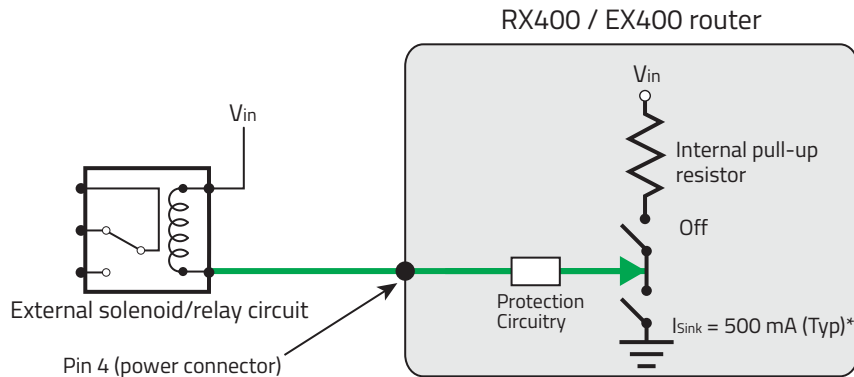 RX400 / EX400 router
Vin
Vin
Internal pull-up
resistor
Off
External solenoid/relay circuit
Protection
Circuitry
ISink = 500 mA (Typ)*
Pin 4 (power connector)